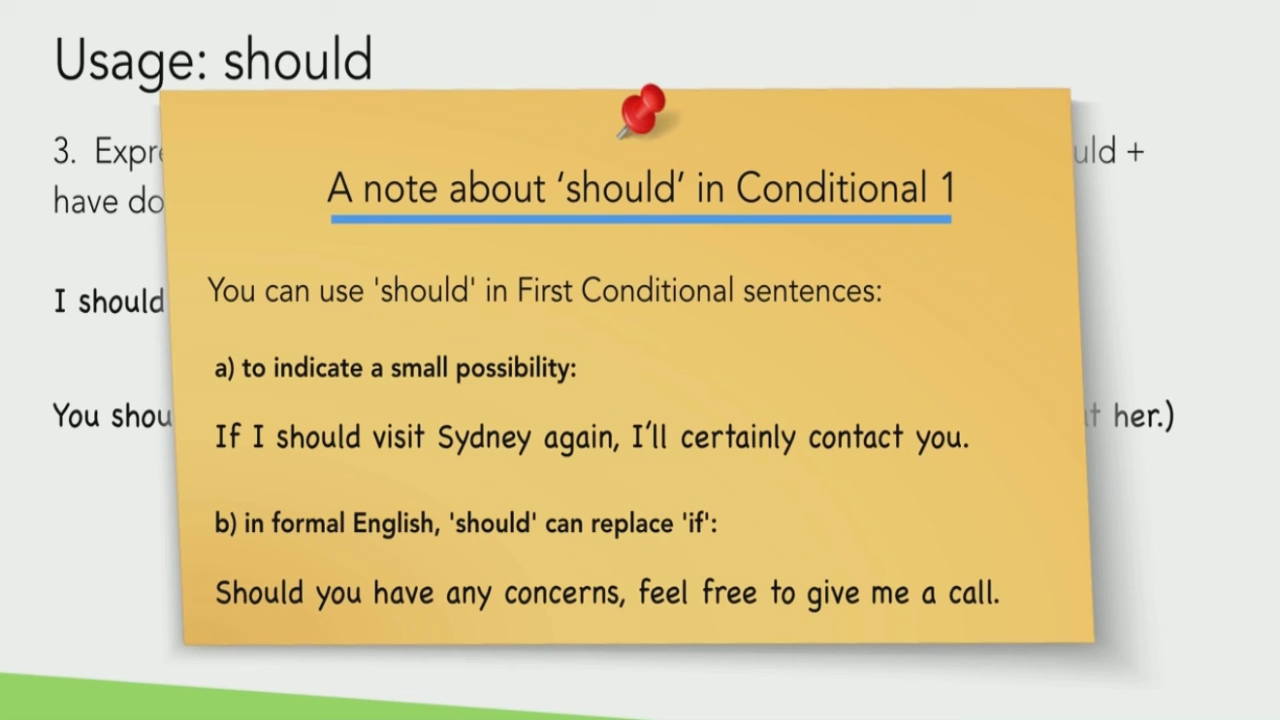 Usage: should
3. Expre uld +
have do
I should
You shou t her.)
A note about ‘should’ in Conditional 1
You can use 'should' in First Conditional sentences:
a) to indicate a small possibility:
If I should visit Sydney again, I’ll certainly contact you.
b) in formal English, 'should' can replace 'if':
Should you have any concerns, feel free to give me a call.